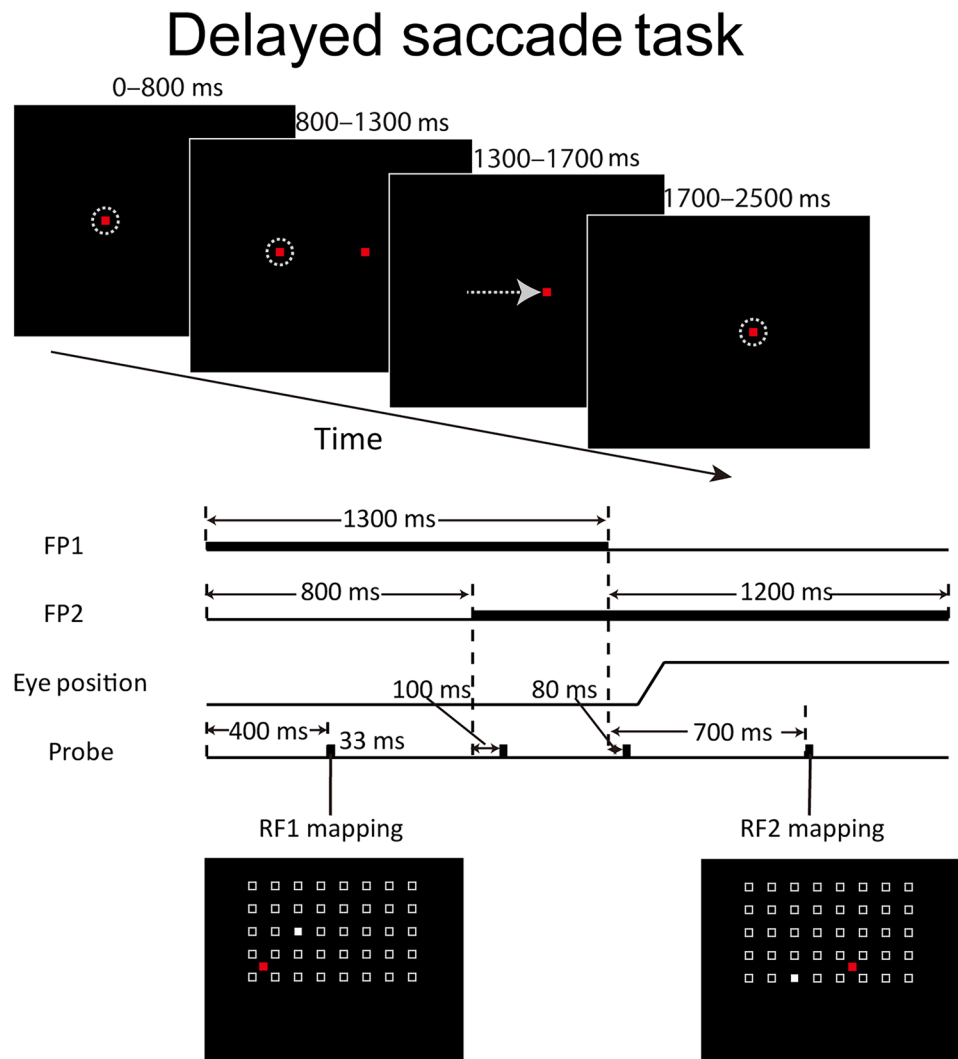 Delayed saccade task
0–800 ms
800–1300 ms
1300–1700 ms
1700–2500 ms
Time
1300 ms
FP1
800 ms
1200 ms
FP2
Eye position
100 ms
80 ms
400 ms
33 ms
700 ms
Probe
RF1 mapping
RF2 mapping